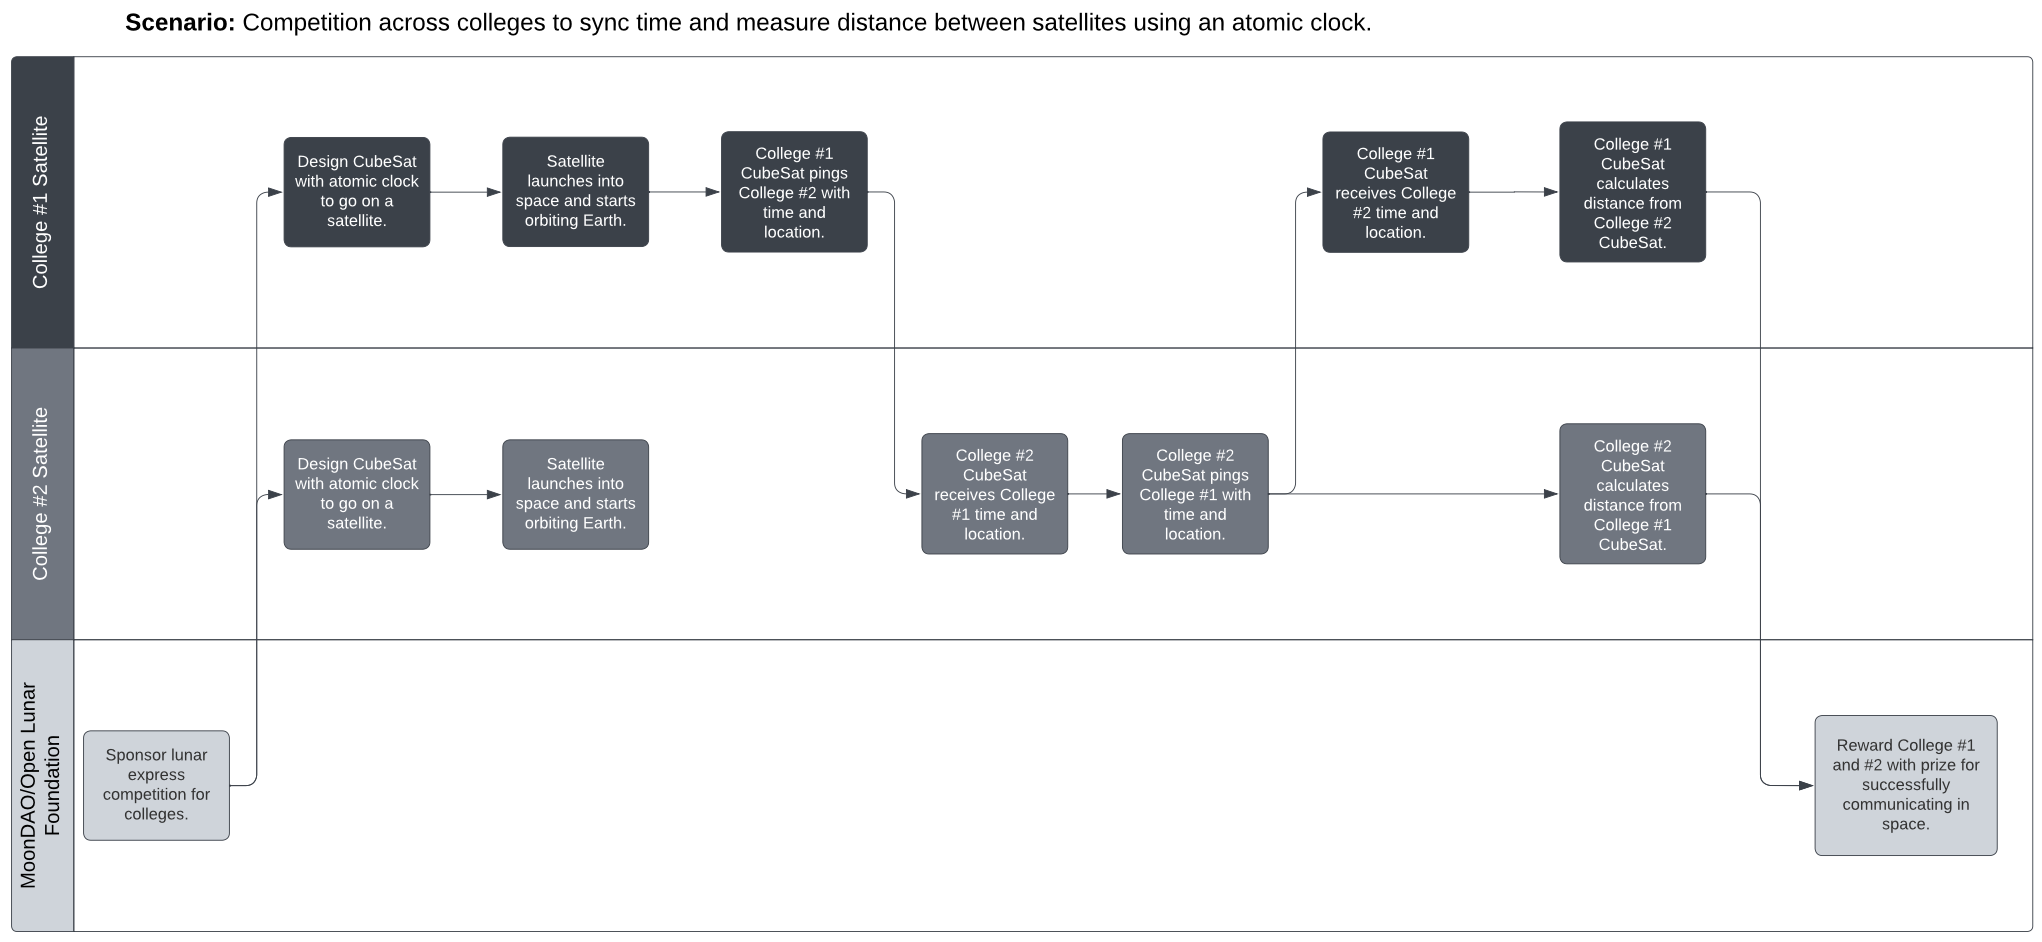 Scenario: Competition across colleges to sync time and measure distance between satellites using an atomic clock.
College #1 Satellite
Design CubeSat
with atomic clock
to go on a
satellite.
Satellite
launches into
space and starts
orbiting Earth.
College #1
CubeSat pings
College #2 with
time and
location.
College #1
CubeSat
receives College
#2 time and
location.
College #1
CubeSat
calculates
distance from
College #2
CubeSat.
College #2 Satellite
Design CubeSat
with atomic clock
to go on a
satellite.
Satellite
launches into
space and starts
orbiting Earth.
College #2
CubeSat
receives College
#1 time and
location.
College #2
CubeSat pings
College #1 with
time and
location.
College #2
CubeSat
calculates
distance from
College #1
CubeSat.
MoonDAO/Open Lunar
Foundation
Sponsor lunar
express
competition for
colleges.
Reward College #1
and #2 with prize for
successfully
communicating in
space.